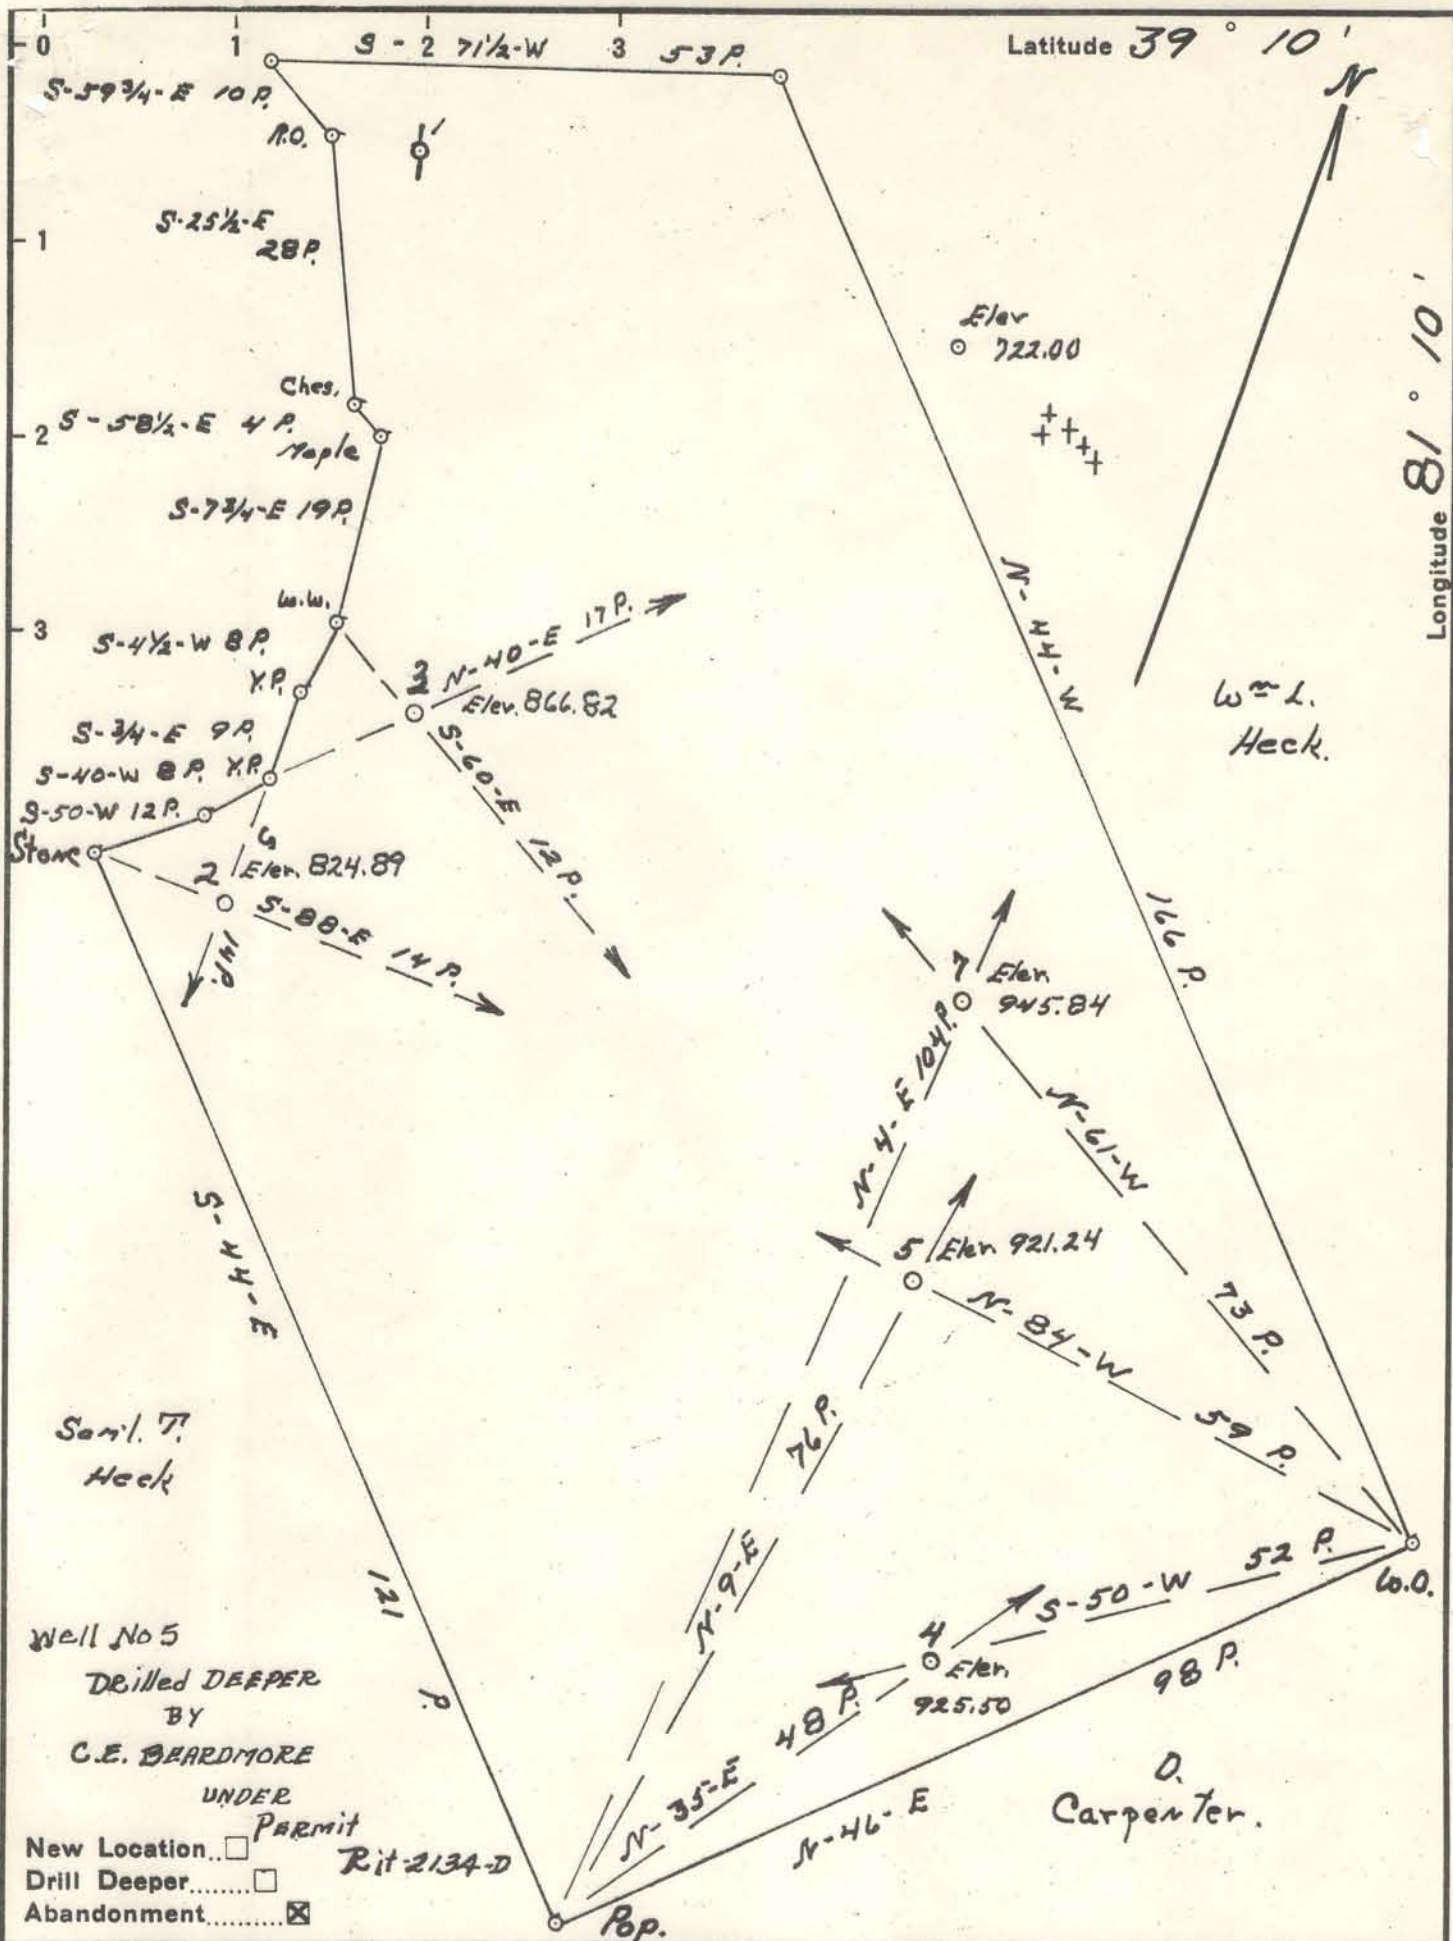 0 1 2 3
S - 71½-W 53 P.
Latitude 39° 10'
N
S-59¾-E 10 P.
R.O.
1
S-25½-E
28 P.
1
Elev
722.00
Longitude 81° 10'
Ches.
2
S-58½-E 4 P.
Maple
S-7¾-E 19 P.
N-44-W
W.W.
3
S-4½-W 8 P.
N-40-E 17 P.
Y.P.
3
Elev. 866.82
Wm L.
Heck.
S-¾-E 9 P.
S-40-W 8 P. Y.P.
S-60-E 12 P.
S-50-W 12 P.
Stone
S
2
Elev. 824.89
S-88-E 14 P.
14 P.
166 P.
7
Elev.
945.84
N-4-E 104 P.
N-61-W
73 P.
5
Elev. 921.24
N-84-W
59 P.
S-44-E
76 P.
N-9-E
Sam'l. T.
Heck
52 P.
S-50-W
W.O.
121
P.
4
Elev.
925.50
98 P.
48 P.
N-35-E
N-46-E
D.
Carpenter.
Well No 5
Drilled DEEPER
BY
C.E. BEARDMORE
UNDER
PERMIT
Rit-2134-D
New Location..
Drill Deeper........
Abandonment..........☒
Pop.